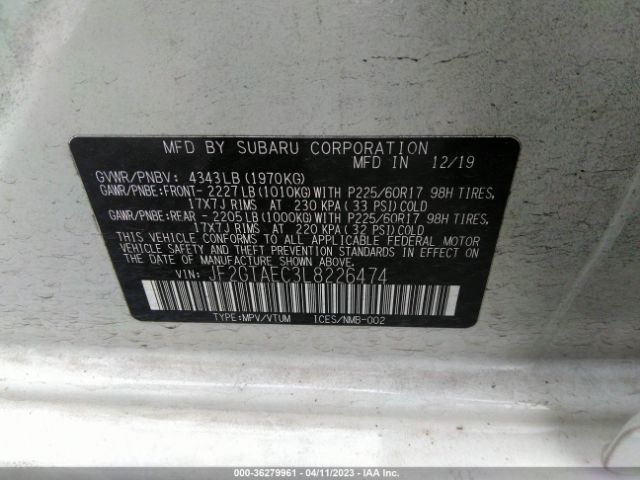 MFD BY SUBARU CORPORATION
MFD IN 12/19
GVWR/PNBV: 4343LB(1970KG)
GAWR/PNBE:FRONT- 2227LB(1010KG)WITH P225/60R17 98H TIRES,
17X7J RIMS AT 230 KPA(33 PSI)COLD
GAWR/PNBE:REAR - 2205LB(1000KG)WITH P225/60R17 98H TIRES,
17X7J RIMS AT 220 KPA(32 PSI)COLD
THIS VEHICLE CONFORMS TO ALL APPLICABLE FEDERAL MOTOR
VEHICLE SAFETY, BUMPER, AND THEFT PREVENTION STANDARDS IN EFFECT ON
THE DATE OF MANUFACTURE SHOWN ABOVE.
VIN: JF2GTAEC3L8226474
TYPE:MPV/VTUM ICES/NMB-002
000-36279961 - 04/11/2023 - IAA Inc.